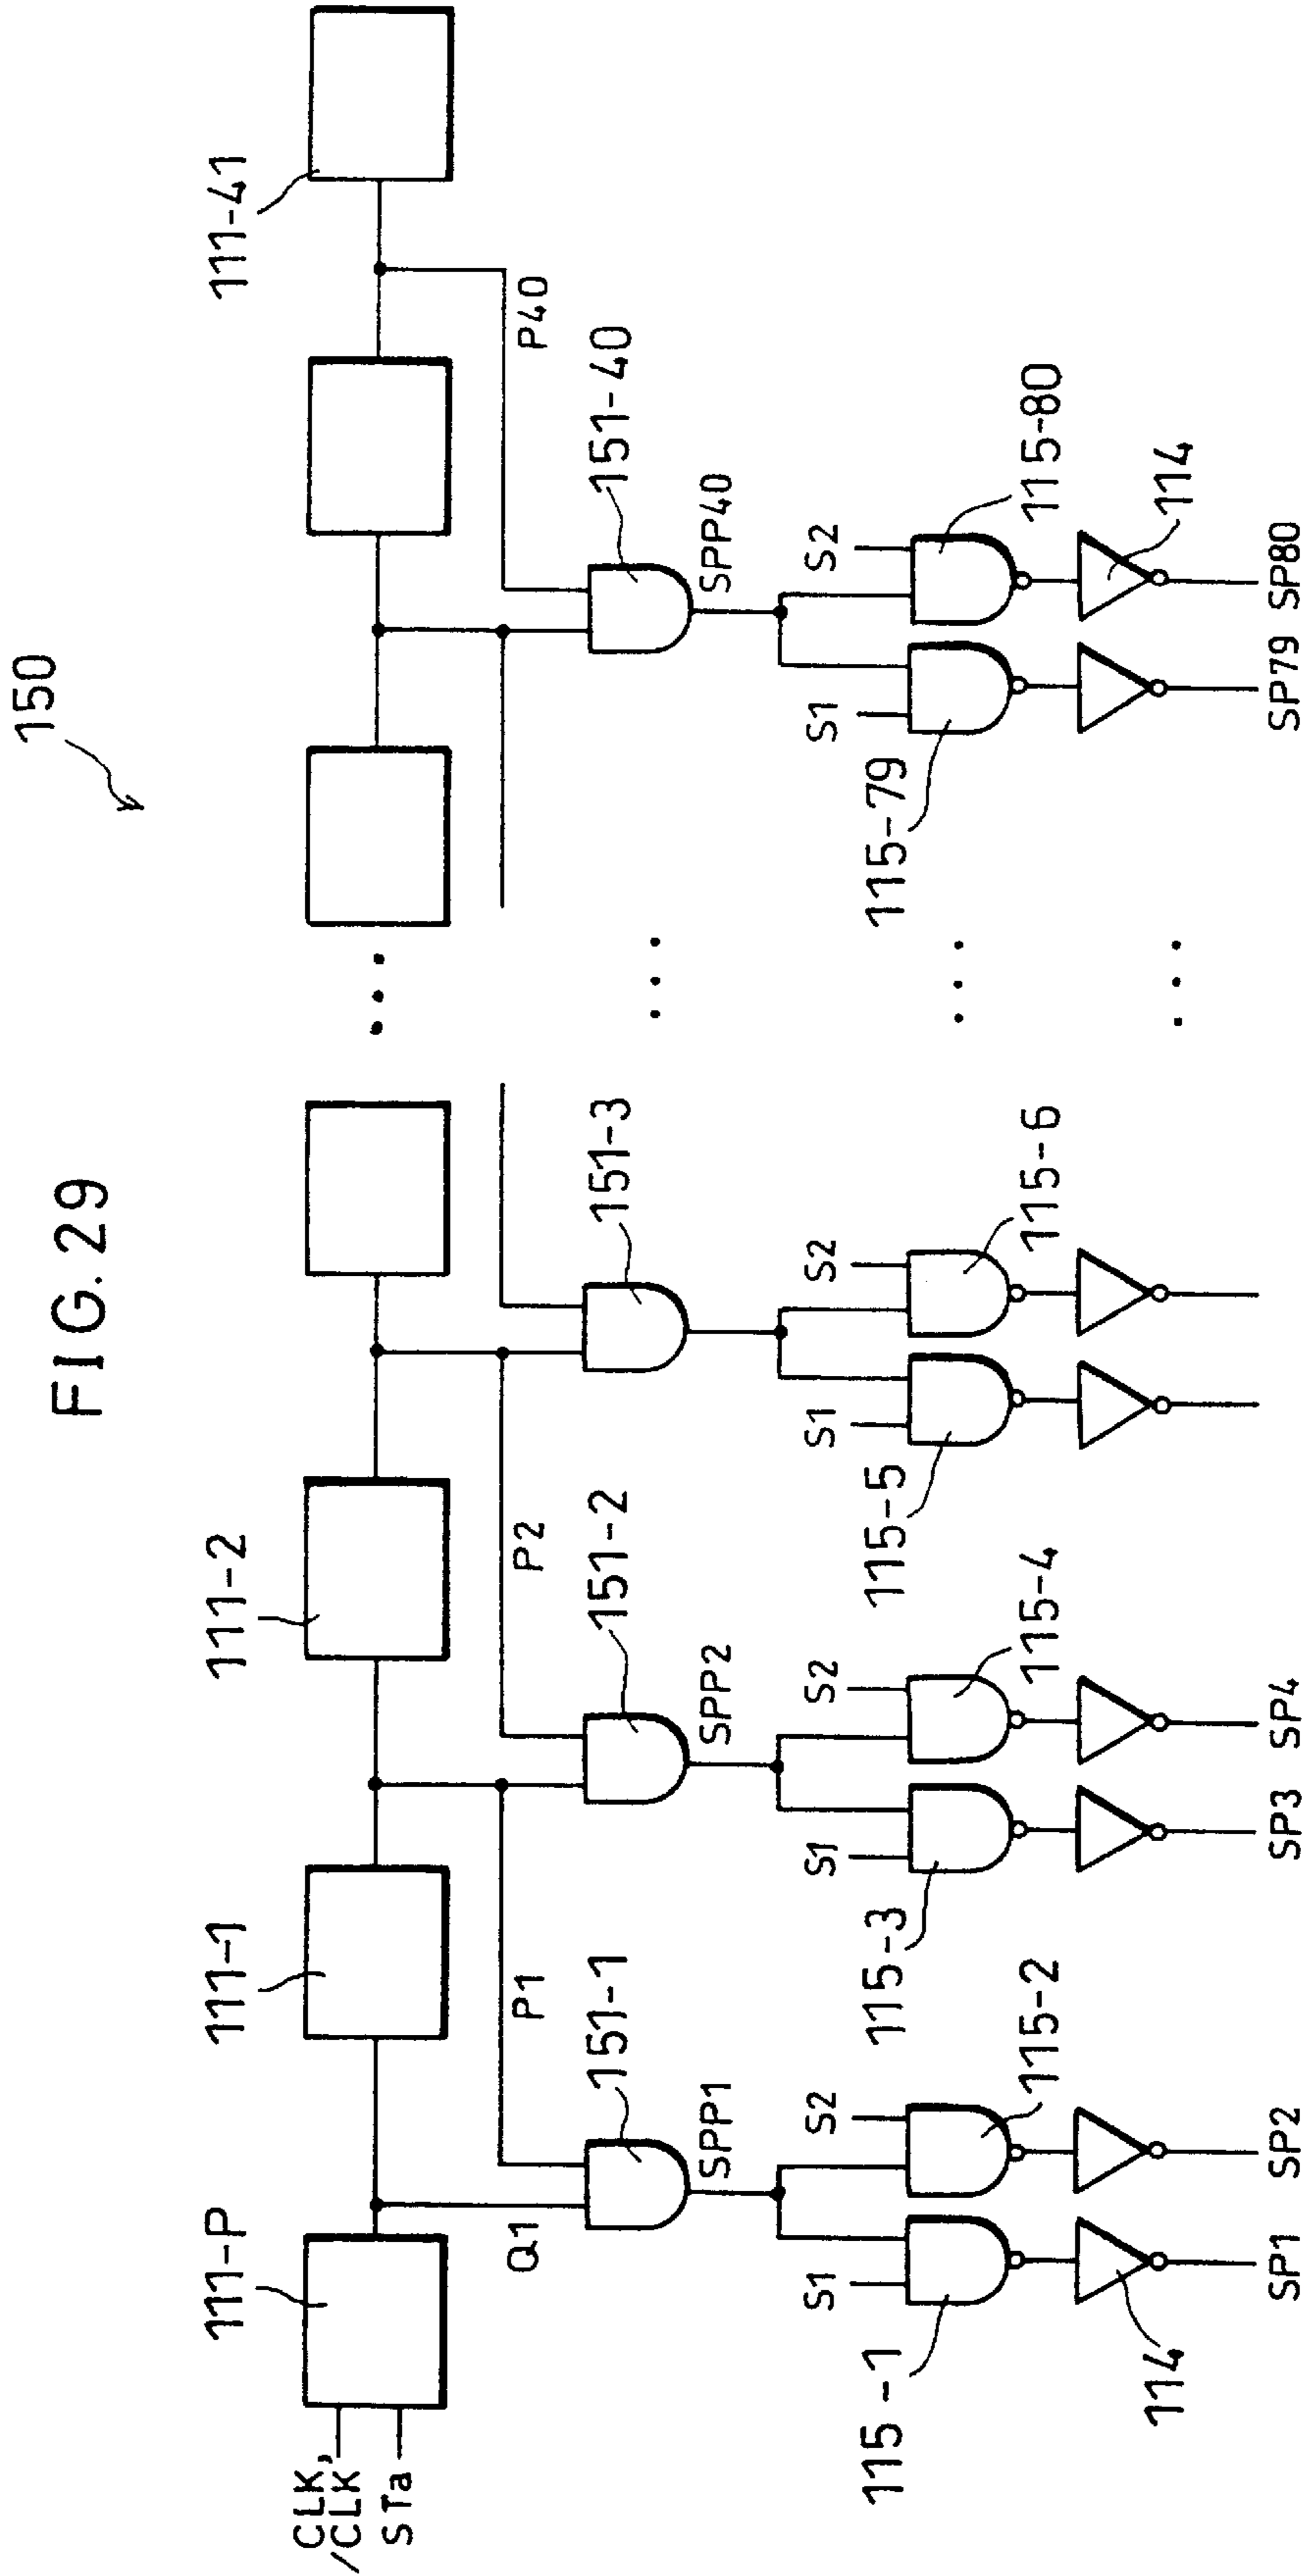 FIG. 29
150
111-P
111-1
111-2
111-41
CLK,
/CLK
STa
Q1
P1
P2
P40
151-1
151-2
151-3
151-40
SPP1
SPP2
SPP40
S1
S2
S1
S2
S1
S2
S1
S2
115-1
115-2
115-3
115-4
115-5
115-6
115-79
115-80
114
114
SP1
SP2
SP3
SP4
SP79
SP80